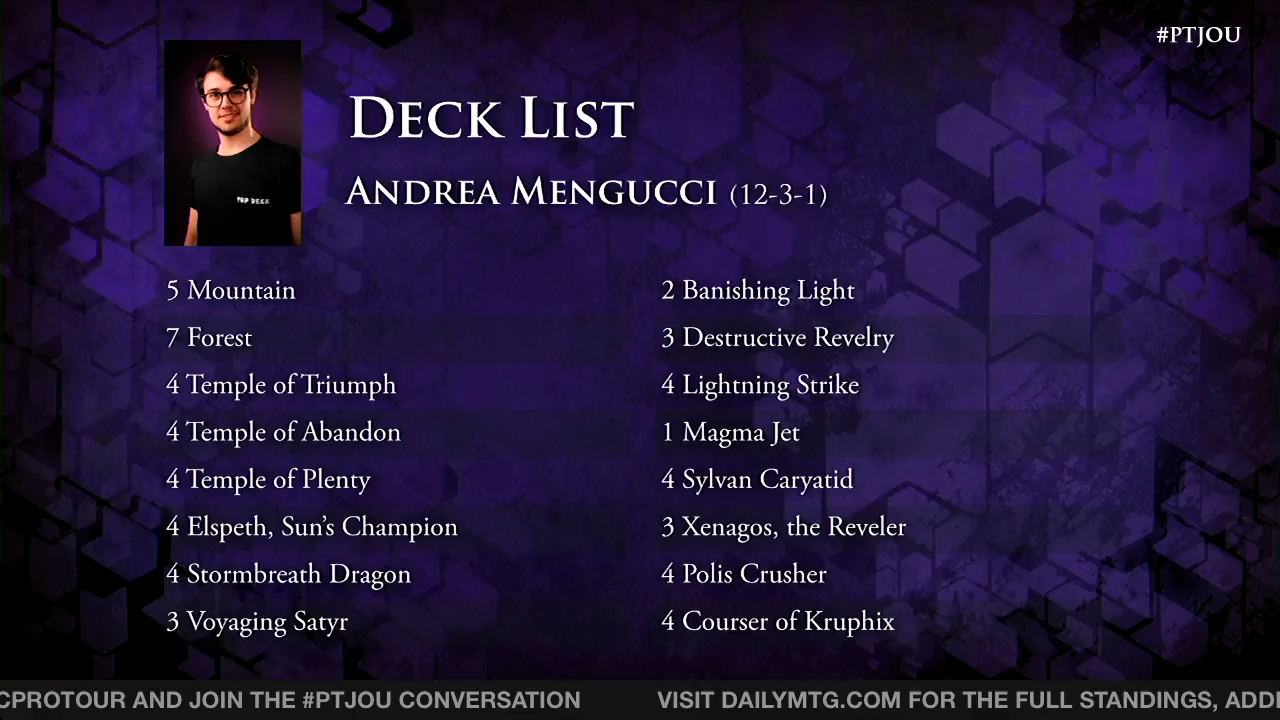 #PTJOU
DECK LIST
ANDREA MENGUCCI (12-3-1)
TOP DECK
5 Mountain
7 Forest
4 Temple of Triumph
4 Temple of Abandon
4 Temple of Plenty
4 Elspeth, Sun’s Champion
4 Stormbreath Dragon
3 Voyaging Satyr
2 Banishing Light
3 Destructive Revelry
4 Lightning Strike
1 Magma Jet
4 Sylvan Caryatid
3 Xenagos, the Reveler
4 Polis Crusher
4 Courser of Kruphix
CPROTOUR AND JOIN THE #PTJOU CONVERSATION VISIT DAILYMTG.COM FOR THE FULL STANDINGS, ADD